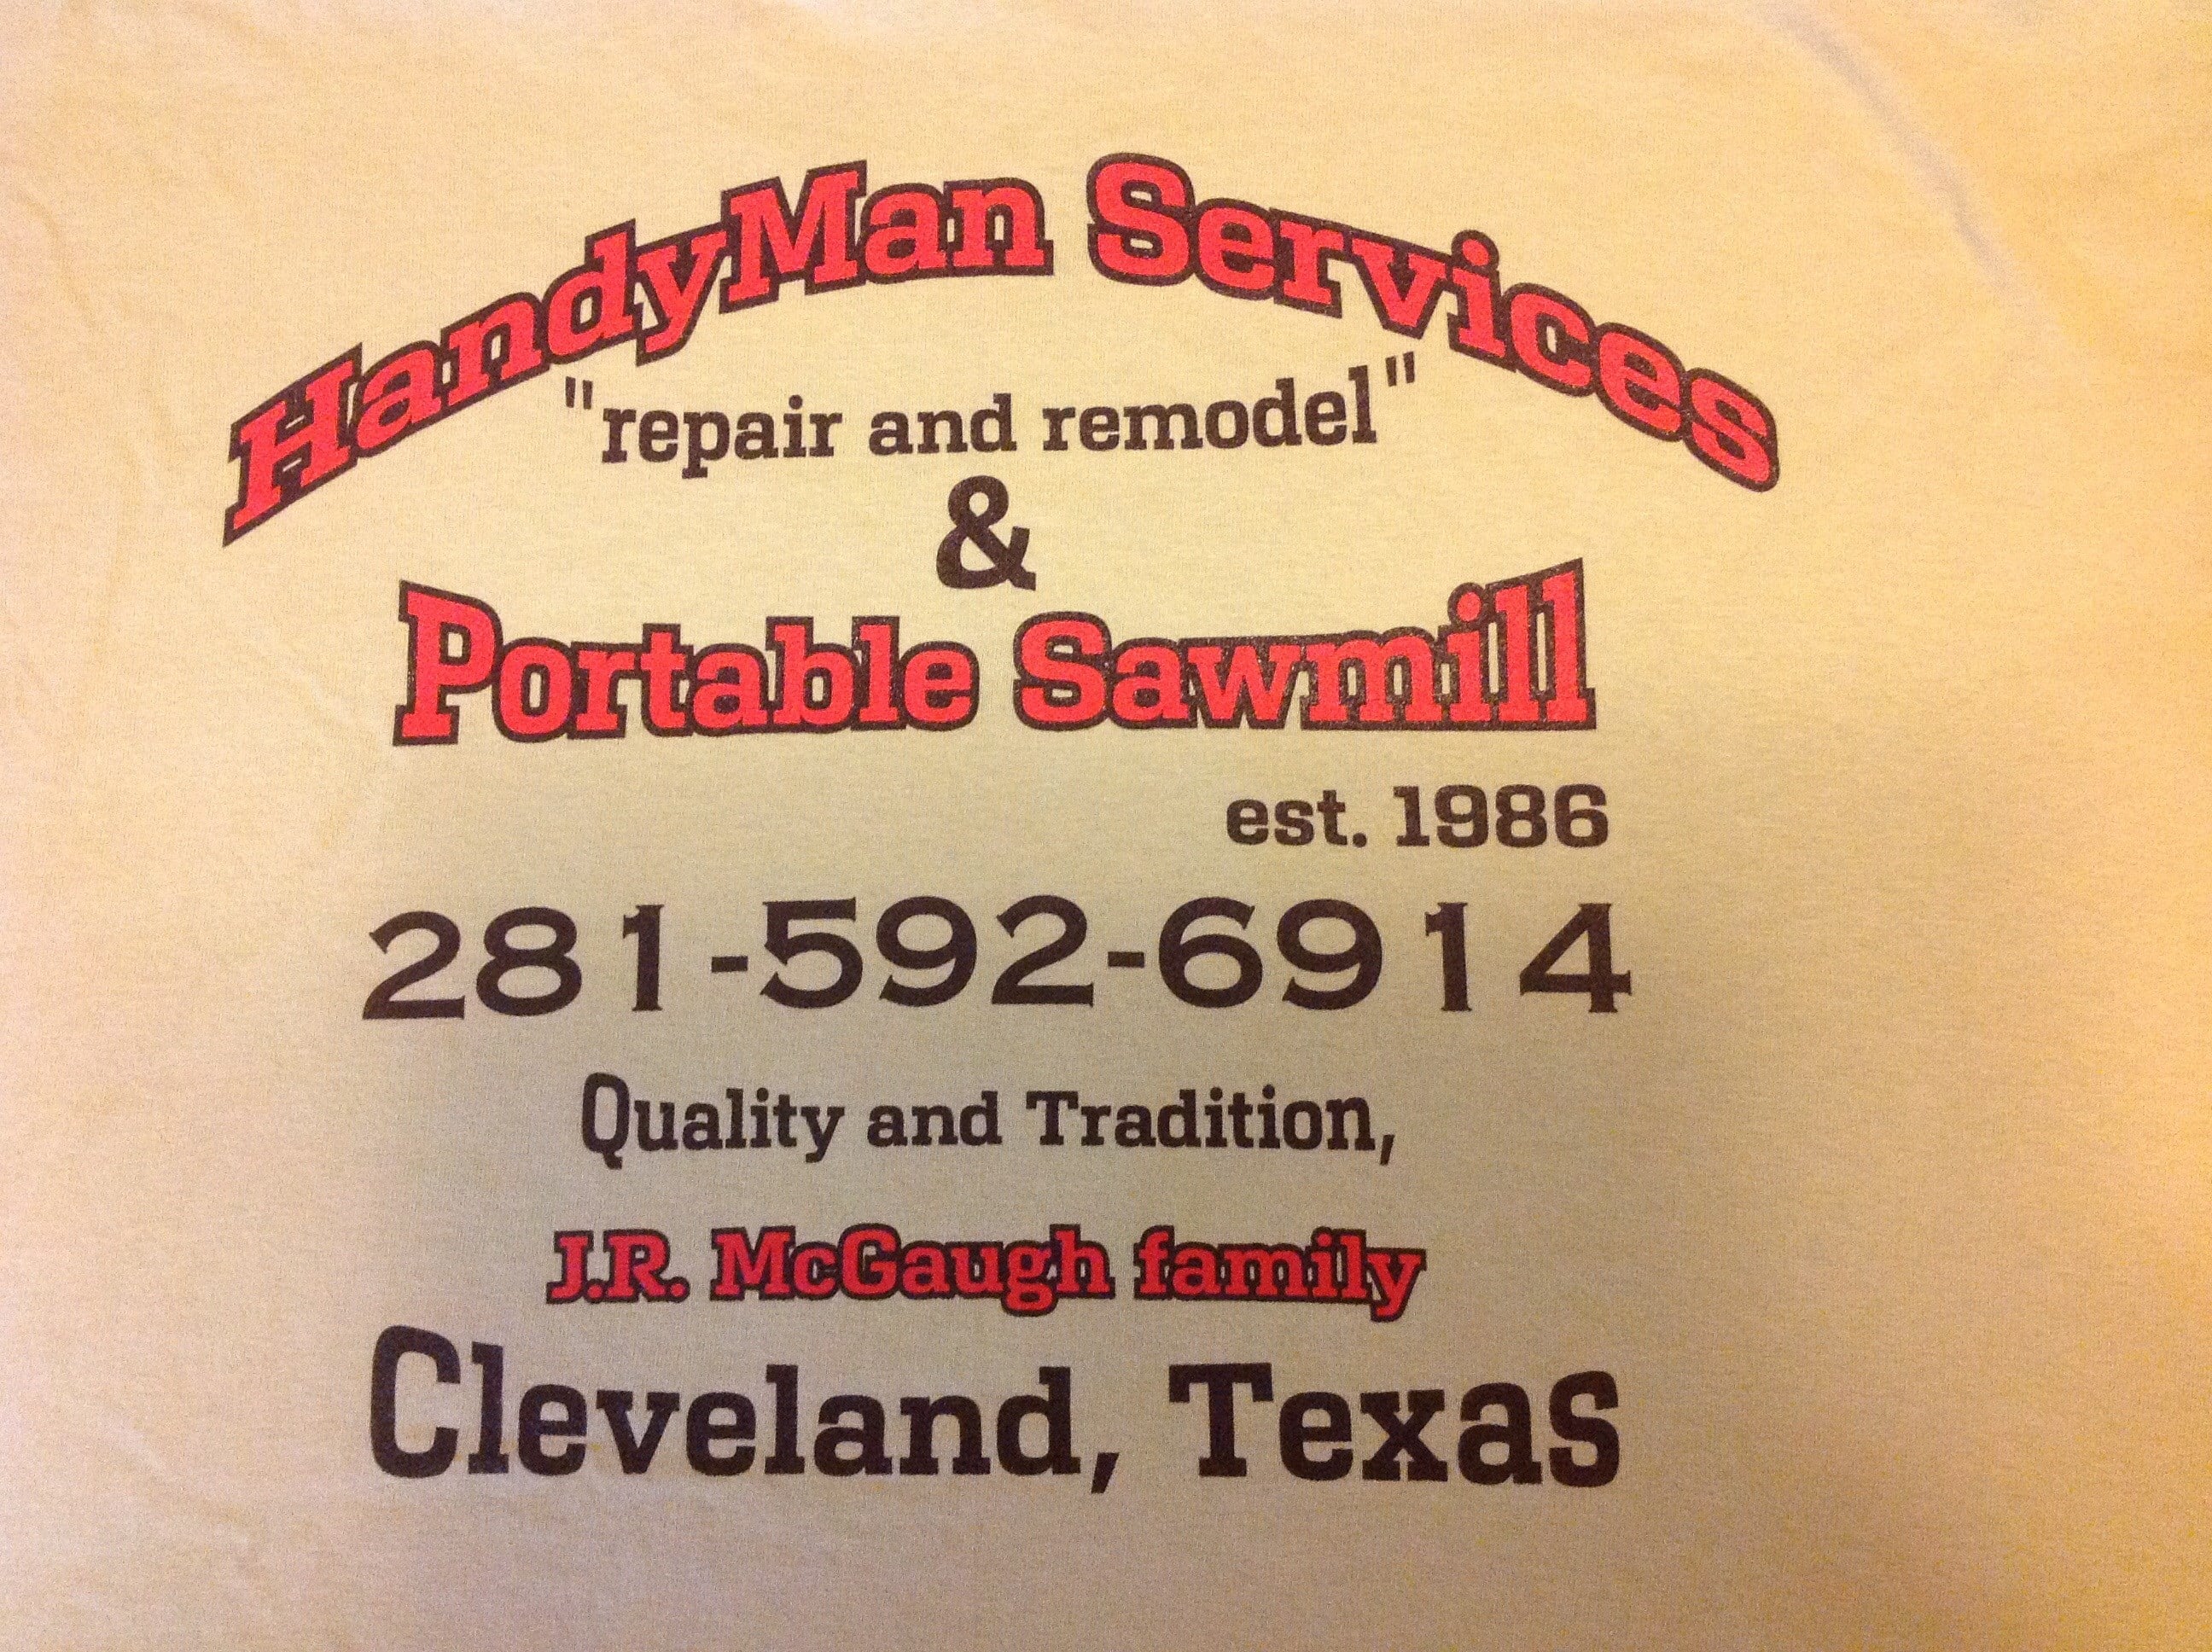 HandyMan Services
"repair and remodel"
&
Portable Sawmill
est. 1986
281-592-6914
Quality and Tradition,
J.R. McGaugh family
Cleveland, Texas